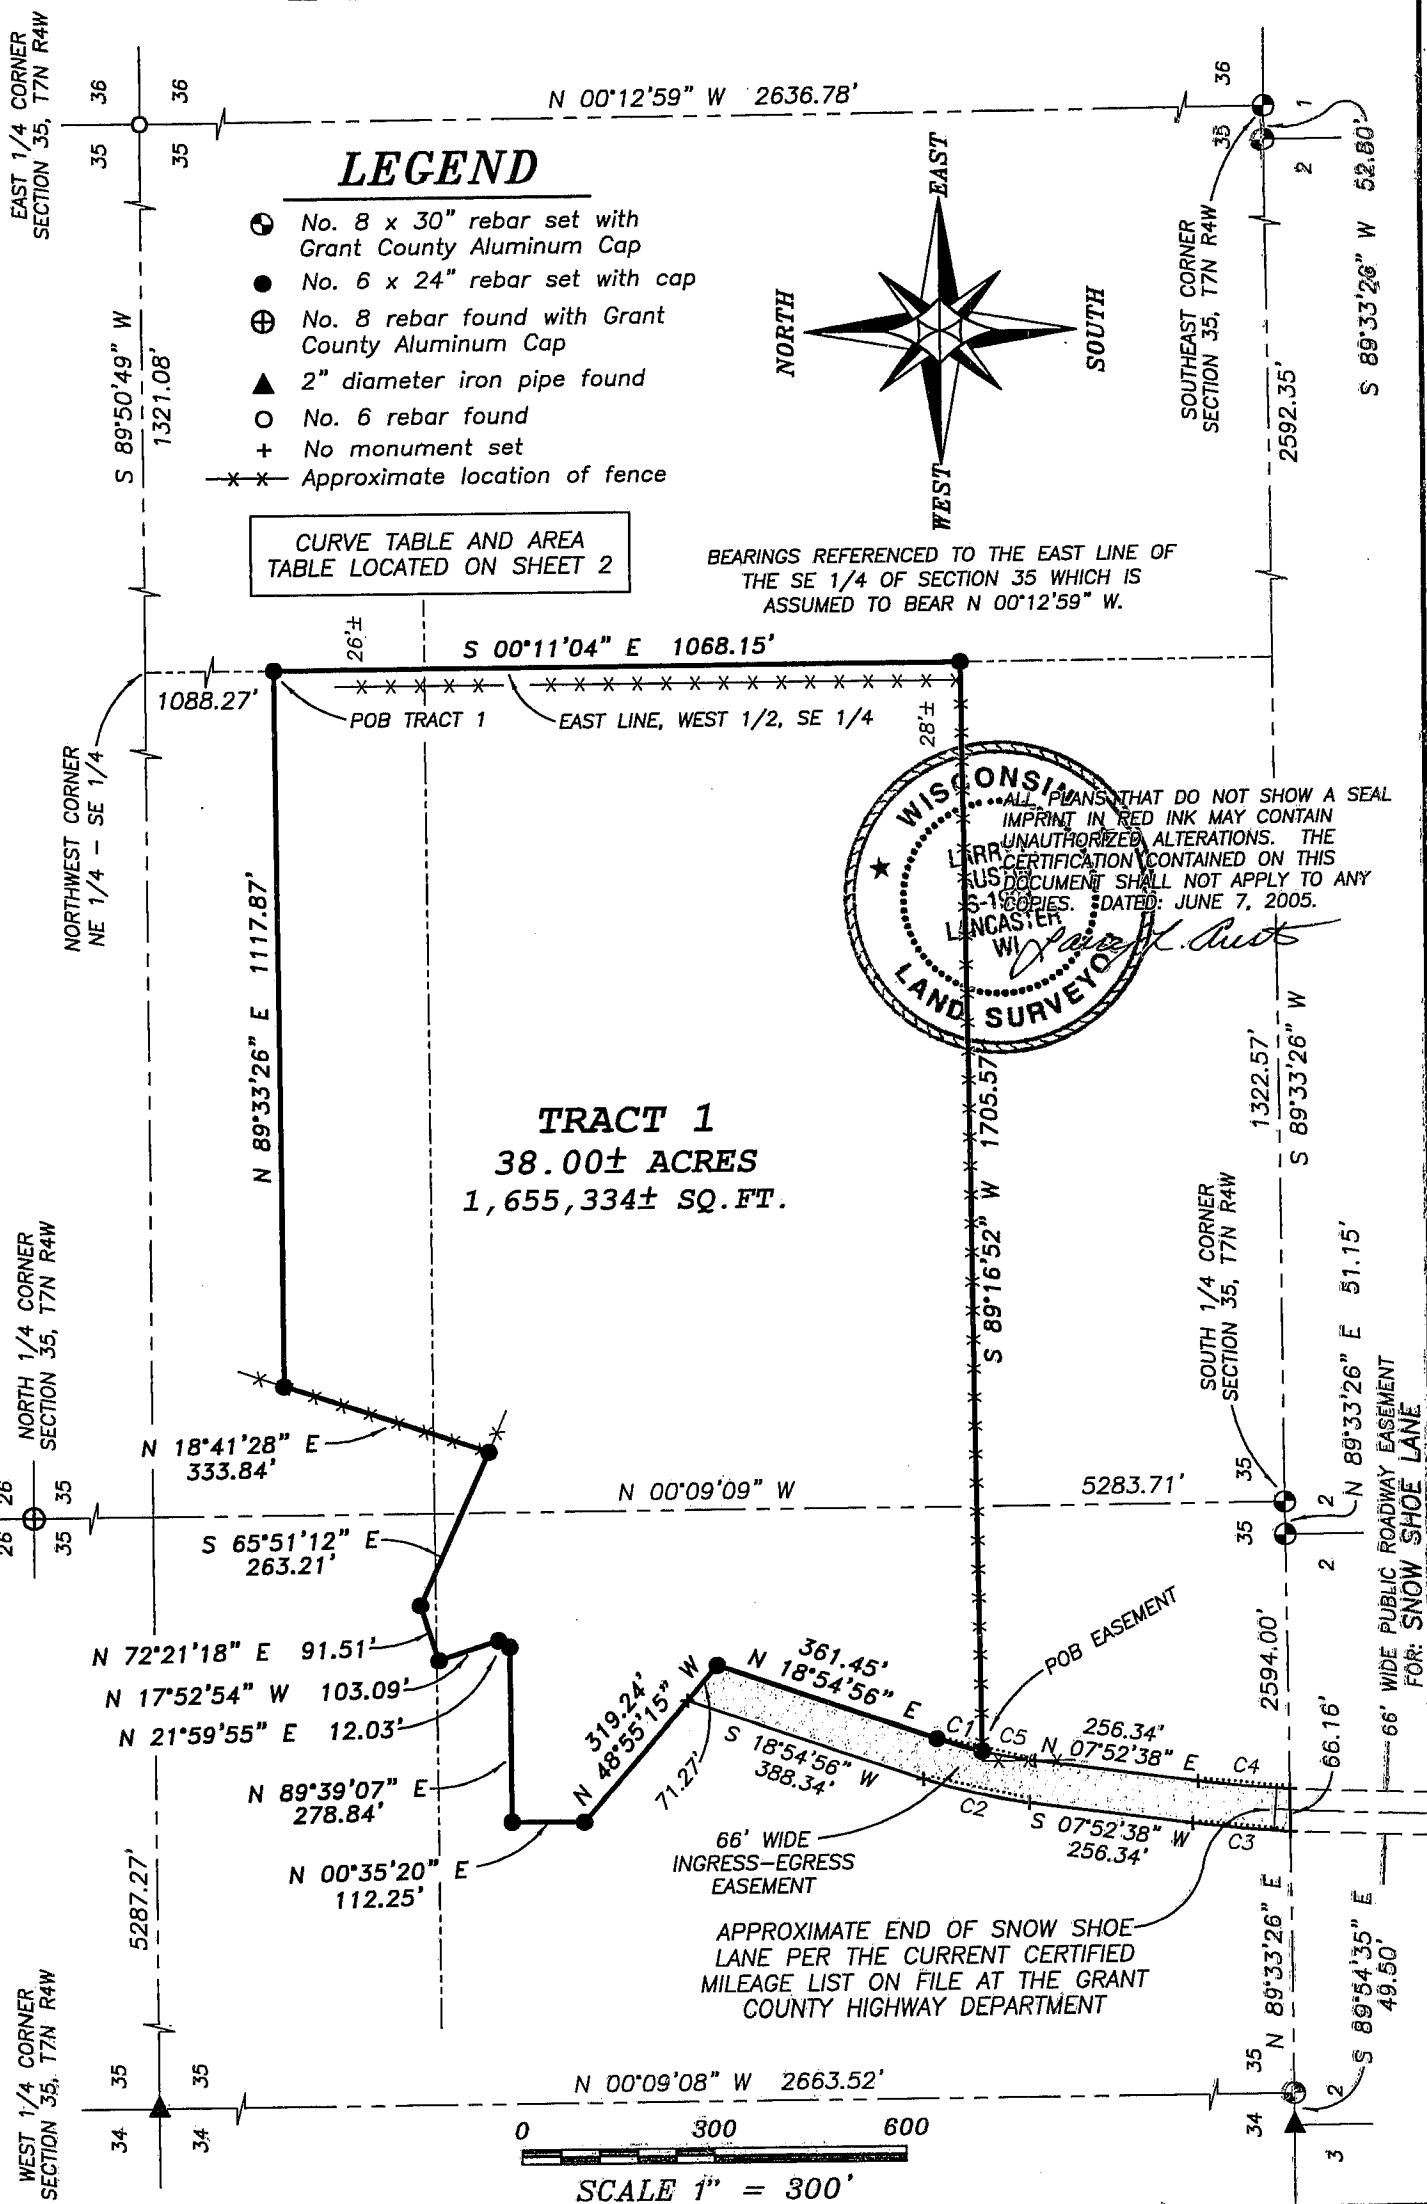 EAST 1/4 CORNER
SECTION 35, T7N R4W
36
36
35
35
N 00°12'59" W 2636.78'
36
35
1
2
S 89°33'26" W 52.80'
SOUTHEAST CORNER
SECTION 35, T7N R4W
2592.35'
LEGEND
No. 8 x 30" rebar set with
Grant County Aluminum Cap
No. 6 x 24" rebar set with cap
No. 8 rebar found with Grant
County Aluminum Cap
2" diameter iron pipe found
No. 6 rebar found
No monument set
Approximate location of fence
EAST
NORTH
SOUTH
WEST
S 89°50'49" W
1321.08'
CURVE TABLE AND AREA
TABLE LOCATED ON SHEET 2
BEARINGS REFERENCED TO THE EAST LINE OF
THE SE 1/4 OF SECTION 35 WHICH IS
ASSUMED TO BEAR N 00°12'59" W.
26'±
S 00°11'04" E 1068.15'
1088.27'
POB TRACT 1
EAST LINE, WEST 1/2, SE 1/4
28'±
NORTHWEST CORNER
NE 1/4 - SE 1/4
WISCONSIN
LANCASTER
WI
LAND SURVEYOR
ALL PLANS THAT DO NOT SHOW A SEAL
IMPRINT IN RED INK MAY CONTAIN
UNAUTHORIZED ALTERATIONS. THE
CERTIFICATION CONTAINED ON THIS
DOCUMENT SHALL NOT APPLY TO ANY
COPIES. DATED: JUNE 7, 2005.
Larry L. Aust
N 89°33'26" E 1117.87'
TRACT 1
38.00± ACRES
1,655,334± SQ.FT.
S 89°16'52" W 1705.57'
1322.57'
S 89°33'26" W
SOUTH 1/4 CORNER
SECTION 35, T7N R4W
N 89°33'26" E 51.15'
NORTH 1/4 CORNER
SECTION 35, T7N R4W
26
26
35
35
N 18°41'28" E
333.84'
N 00°09'09" W
5283.71'
35
35
2
2
S 65°51'12" E
263.21'
N 72°21'18" E 91.51'
N 17°52'54" W 103.09'
N 21°59'55" E 12.03'
N 89°39'07" E
278.84'
N 00°35'20" E
112.25'
319.24'
N 48°55'15" W
71.27'
361.45'
N 18°54'56" E
S 18°54'56" W
388.34'
C1
C5
POB EASEMENT
256.34'
N 07°52'38" E
C4
C2
S 07°52'38" W
256.34'
C3
66' WIDE
INGRESS-EGRESS
EASEMENT
2594.00'
66.16'
66' WIDE PUBLIC ROADWAY EASEMENT
FOR: SNOW SHOE LANE
APPROXIMATE END OF SNOW SHOE
LANE PER THE CURRENT CERTIFIED
MILEAGE LIST ON FILE AT THE GRANT
COUNTY HIGHWAY DEPARTMENT
N 89°33'26" E
S 89°54'35" E
49.50'
5287.27'
WEST 1/4 CORNER
SECTION 35, T7N R4W
35
35
34
34
N 00°09'08" W 2663.52'
35
34
2
3
0 300 600
SCALE 1" = 300'